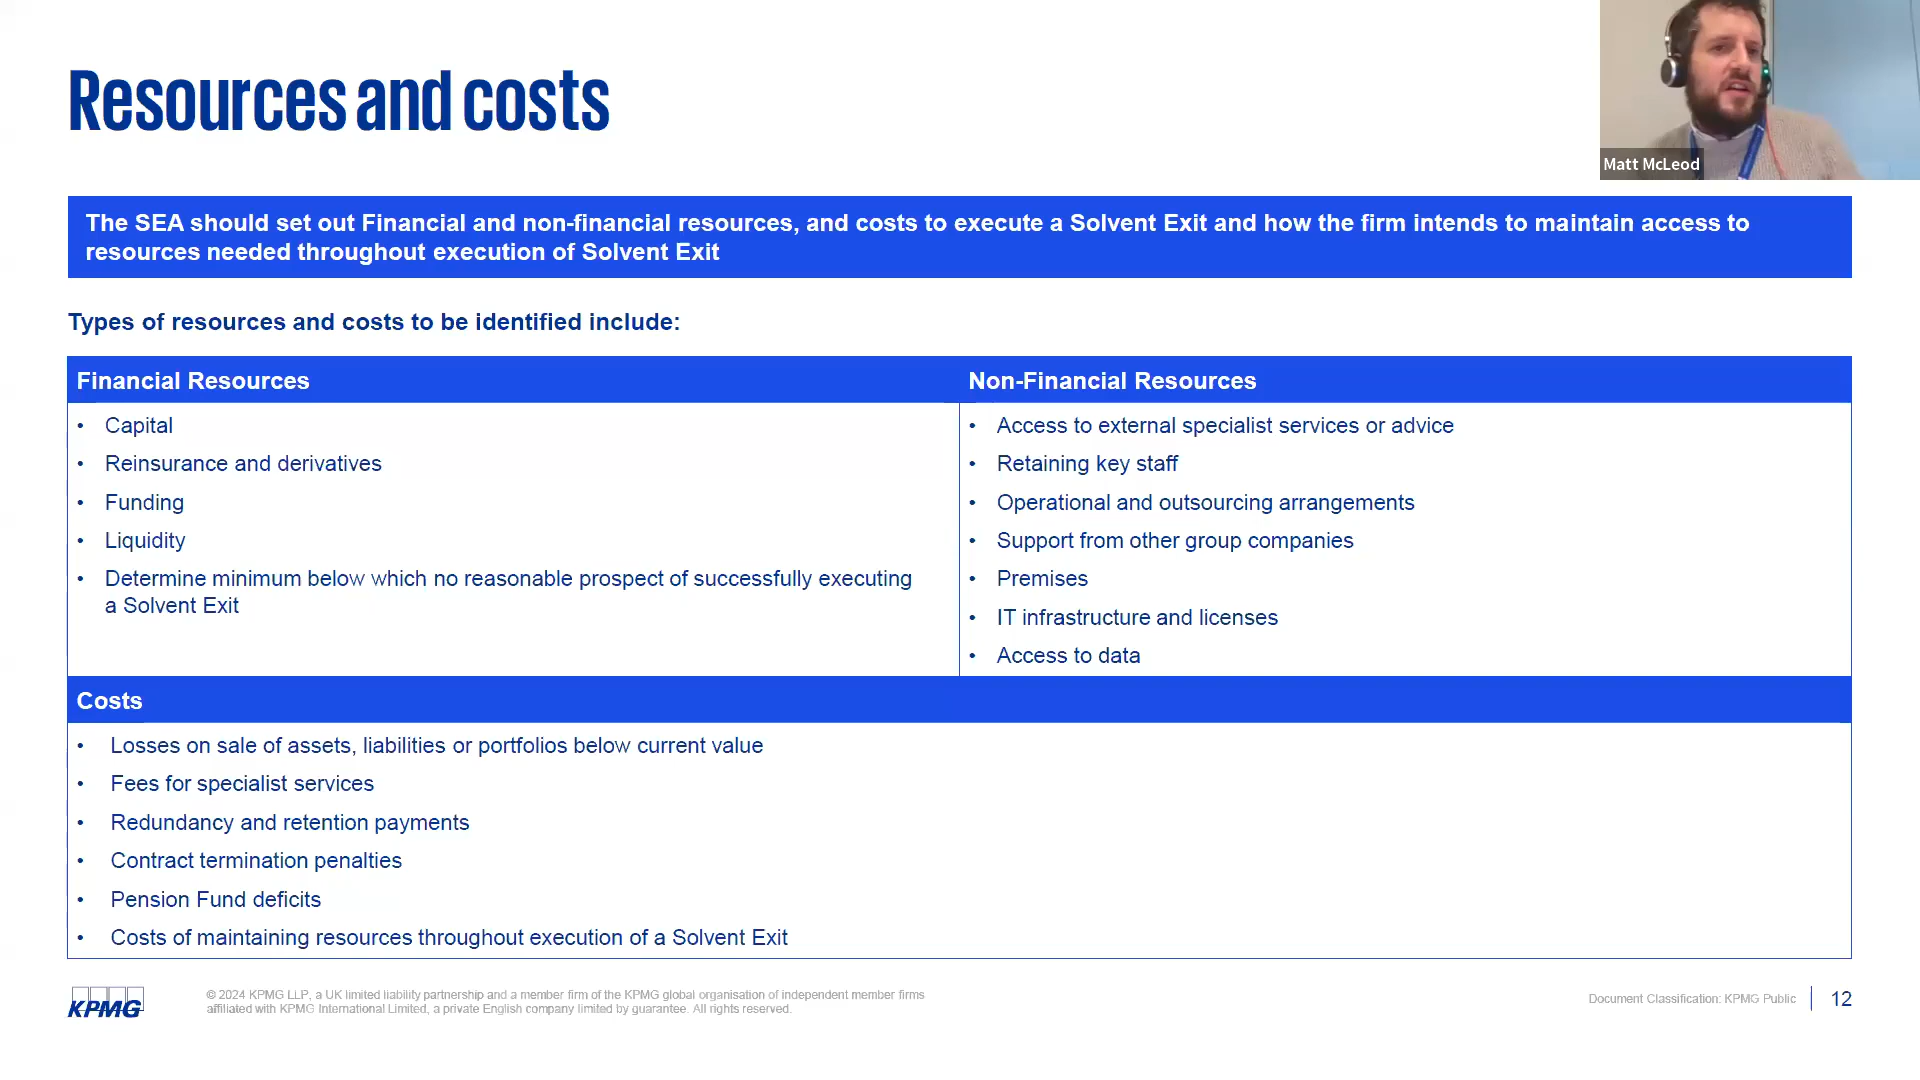 Resources and costs
Matt McLeod
The SEA should set out Financial and non-financial resources, and costs to execute a Solvent Exit and how the firm intends to maintain access to
resources needed throughout execution of Solvent Exit
Types of resources and costs to be identified include:
Financial Resources
• Capital
• Reinsurance and derivatives
• Funding
• Liquidity
• Determine minimum below which no reasonable prospect of successfully executing
a Solvent Exit
Non-Financial Resources
• Access to external specialist services or advice
• Retaining key staff
• Operational and outsourcing arrangements
• Support from other group companies
• Premises
• IT infrastructure and licenses
• Access to data
Costs
• Losses on sale of assets, liabilities or portfolios below current value
• Fees for specialist services
• Redundancy and retention payments
• Contract termination penalties
• Pension Fund deficits
• Costs of maintaining resources throughout execution of a Solvent Exit
KPMG
© 2024 KPMG LLP, a UK limited liability partnership and a member firm of the KPMG global organisation of independent member firms
affiliated with KPMG International Limited, a private English company limited by guarantee. All rights reserved.
Document Classification: KPMG Public
12